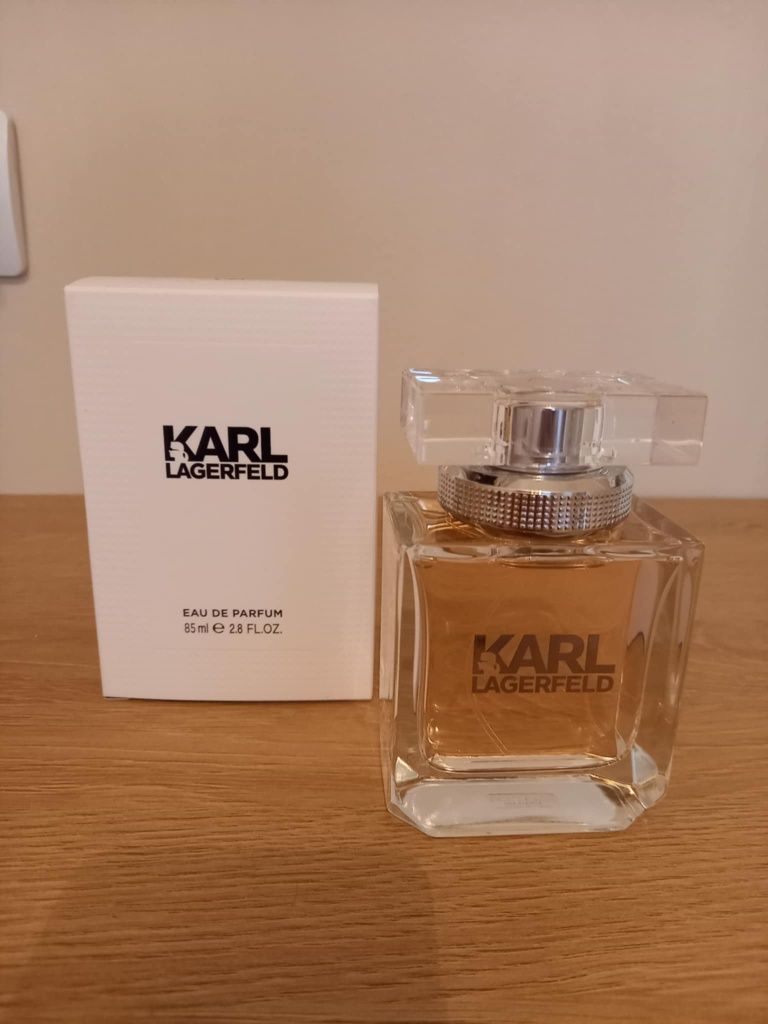 KARL
LAGERFELD
EAU DE PARFUM
85 ml e 2.8 FL.OZ.
KARL
LAGERFELD